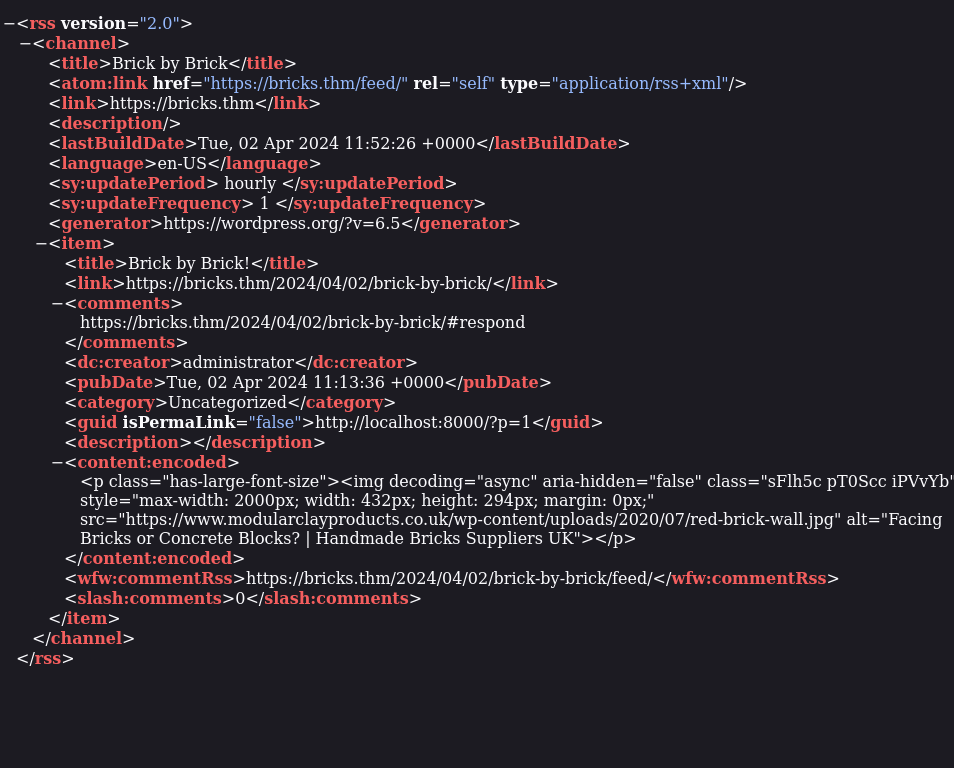 −<rss version="2.0">
−<channel>
<title>Brick by Brick</title>
<atom:link href="https://bricks.thm/feed/" rel="self" type="application/rss+xml"/>
<link>https://bricks.thm</link>
<description/>
<lastBuildDate>Tue, 02 Apr 2024 11:52:26 +0000</lastBuildDate>
<language>en-US</language>
<sy:updatePeriod> hourly </sy:updatePeriod>
<sy:updateFrequency> 1 </sy:updateFrequency>
<generator>https://wordpress.org/?v=6.5</generator>
−<item>
<title>Brick by Brick!</title>
<link>https://bricks.thm/2024/04/02/brick-by-brick/</link>
−<comments>
https://bricks.thm/2024/04/02/brick-by-brick/#respond
</comments>
<dc:creator>administrator</dc:creator>
<pubDate>Tue, 02 Apr 2024 11:13:36 +0000</pubDate>
<category>Uncategorized</category>
<guid isPermaLink="false">http://localhost:8000/?p=1</guid>
<description></description>
−<content:encoded>
<p class="has-large-font-size"><img decoding="async" aria-hidden="false" class="sFlh5c pT0Scc iPVvYb"
style="max-width: 2000px; width: 432px; height: 294px; margin: 0px;"
src="https://www.modularclayproducts.co.uk/wp-content/uploads/2020/07/red-brick-wall.jpg" alt="Facing
Bricks or Concrete Blocks? | Handmade Bricks Suppliers UK"></p>
</content:encoded>
<wfw:commentRss>https://bricks.thm/2024/04/02/brick-by-brick/feed/</wfw:commentRss>
<slash:comments>0</slash:comments>
</item>
</channel>
</rss>